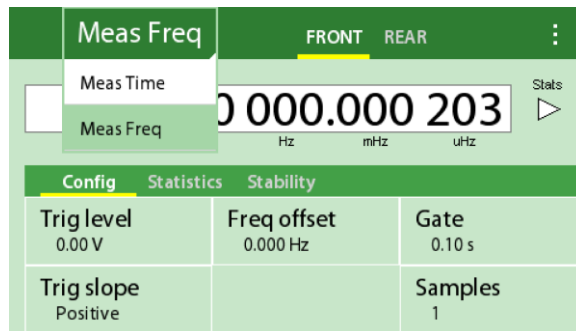 Meas Freq
FRONT REAR
Meas Time
Meas Freq
0 000.000 203
Stats
Hz mHz uHz
Config Statistics Stability
Trig level Freq offset Gate
0.00 V 0.000 Hz 0.10 s
Trig slope Samples
Positive 1